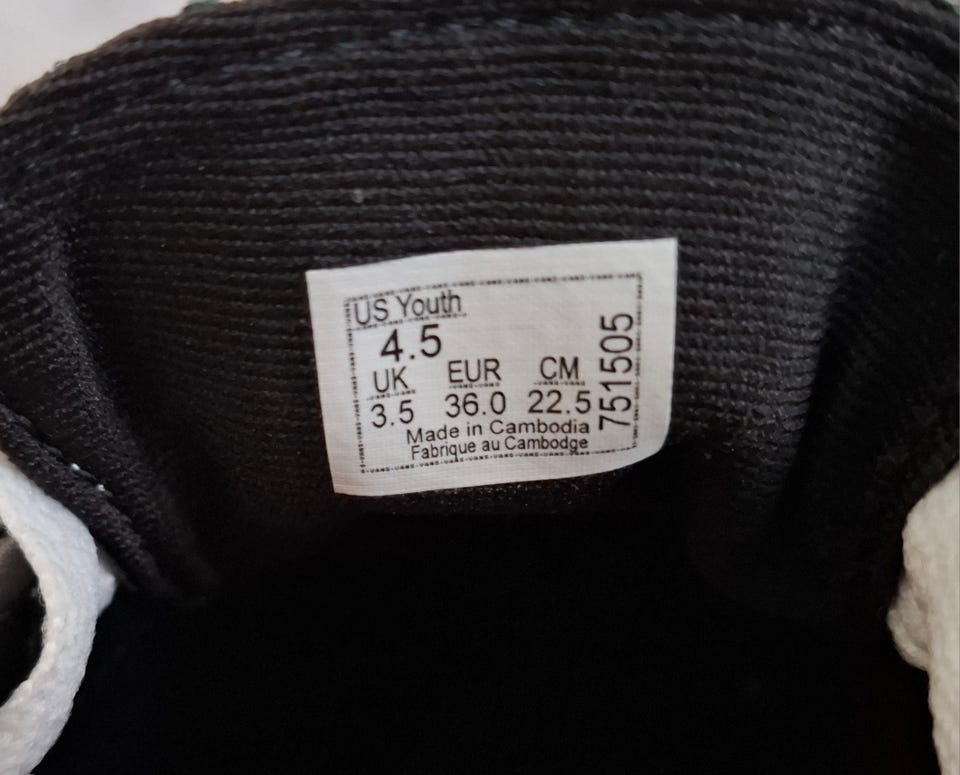 US Youth
4.5
UK EUR CM
3.5 36.0 22.5
Made in Cambodia
Fabrique au Cambodge
751505